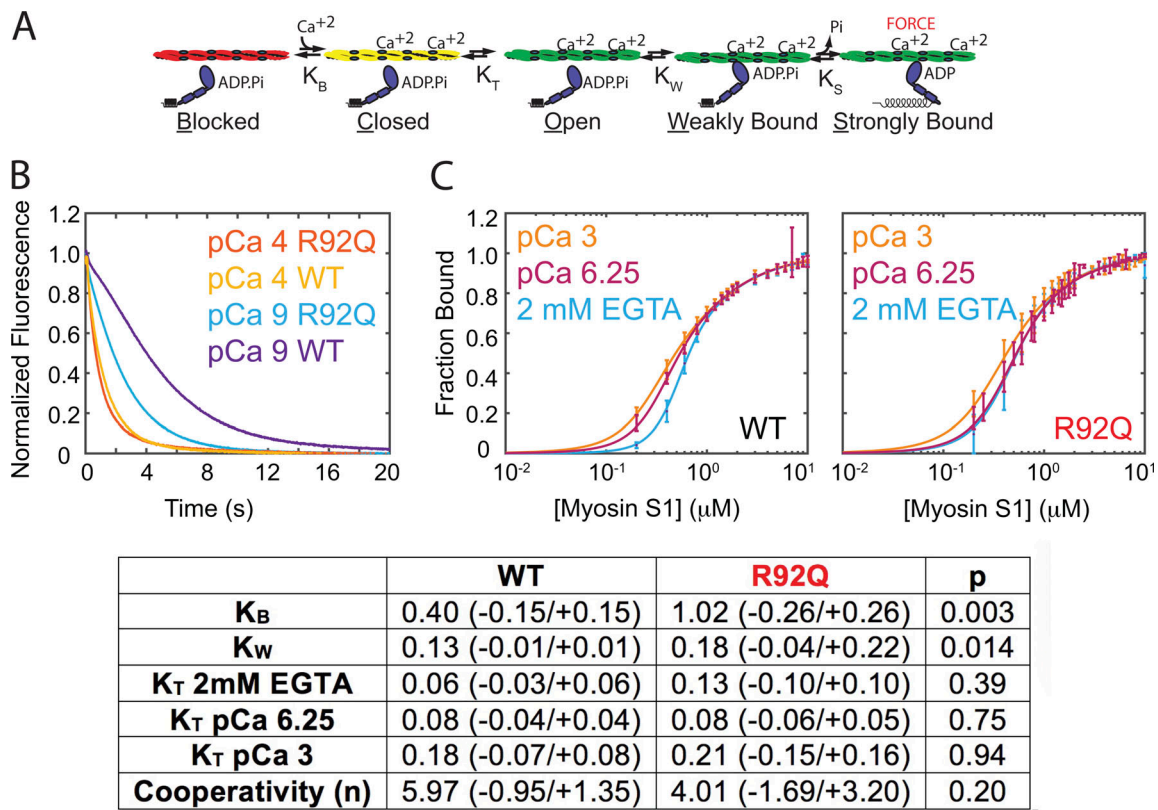 A
Ca+2
Ca+2 Ca+2
Ca+2 Ca+2
Ca+2 Ca+2
Pi
FORCE
Ca+2 Ca+2
KB
KT
KW
KS
ADP.Pi
ADP.Pi
ADP.Pi
ADP.Pi
ADP
Blocked
Closed
Open
Weakly Bound
Strongly Bound
B
Normalized Fluorescence
1.2
1.0
0.8
0.6
0.4
0.2
0
pCa 4 R92Q
pCa 4 WT
pCa 9 R92Q
pCa 9 WT
0 4 8 12 16 20
Time (s)
C
Fraction Bound
1.2
1.0
0.8
0.6
0.4
0.2
0
pCa 3
pCa 6.25
2 mM EGTA
WT
10-2 10-1 100 101
[Myosin S1] (μM)
pCa 3
pCa 6.25
2 mM EGTA
R92Q
10-2 10-1 100 101
[Myosin S1] (μM)
WT R92Q p
KB 0.40 (-0.15/+0.15) 1.02 (-0.26/+0.26) 0.003
KW 0.13 (-0.01/+0.01) 0.18 (-0.04/+0.22) 0.014
KT 2mM EGTA 0.06 (-0.03/+0.06) 0.13 (-0.10/+0.10) 0.39
KT pCa 6.25 0.08 (-0.04/+0.04) 0.08 (-0.06/+0.05) 0.75
KT pCa 3 0.18 (-0.07/+0.08) 0.21 (-0.15/+0.16) 0.94
Cooperativity (n) 5.97 (-0.95/+1.35) 4.01 (-1.69/+3.20) 0.20